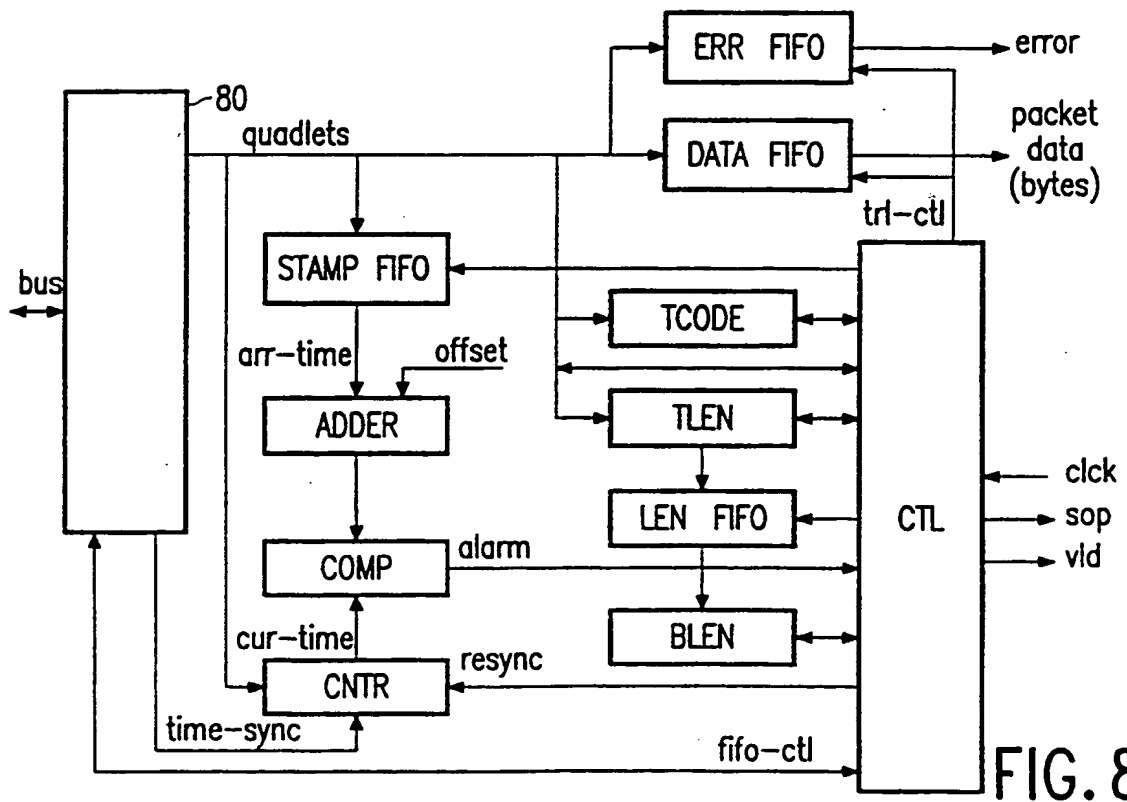 ERR FIFO
error
80
quadlets
DATA FIFO
packet
data
(bytes)
trl-ctl
STAMP FIFO
bus
TCODE
arr-time
offset
ADDER
TLEN
clck
LEN FIFO
CTL
sop
COMP
alarm
vld
cur-time
BLEN
resync
CNTR
time-sync
fifo-ctl
FIG. 8